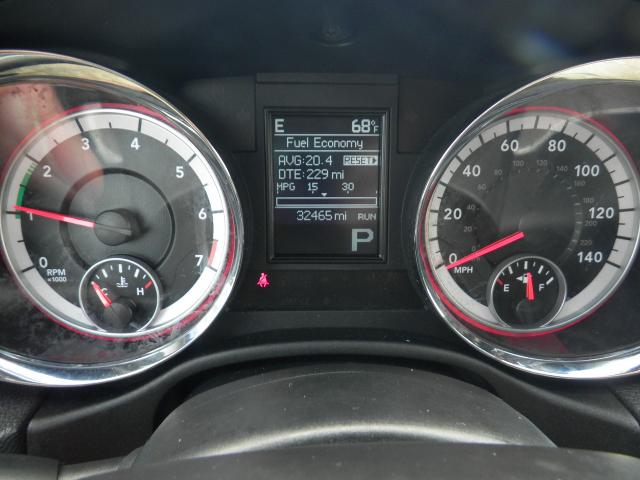 E 68°F
Fuel Economy
AVG:20.4 RESET
DTE:229 mi
MPG 15 30
32465 mi RUN
P
0 1 2 3 4 5 6 7
RPM
x1000
C H
0 20 40 60 80 100 120 140
MPH
E F